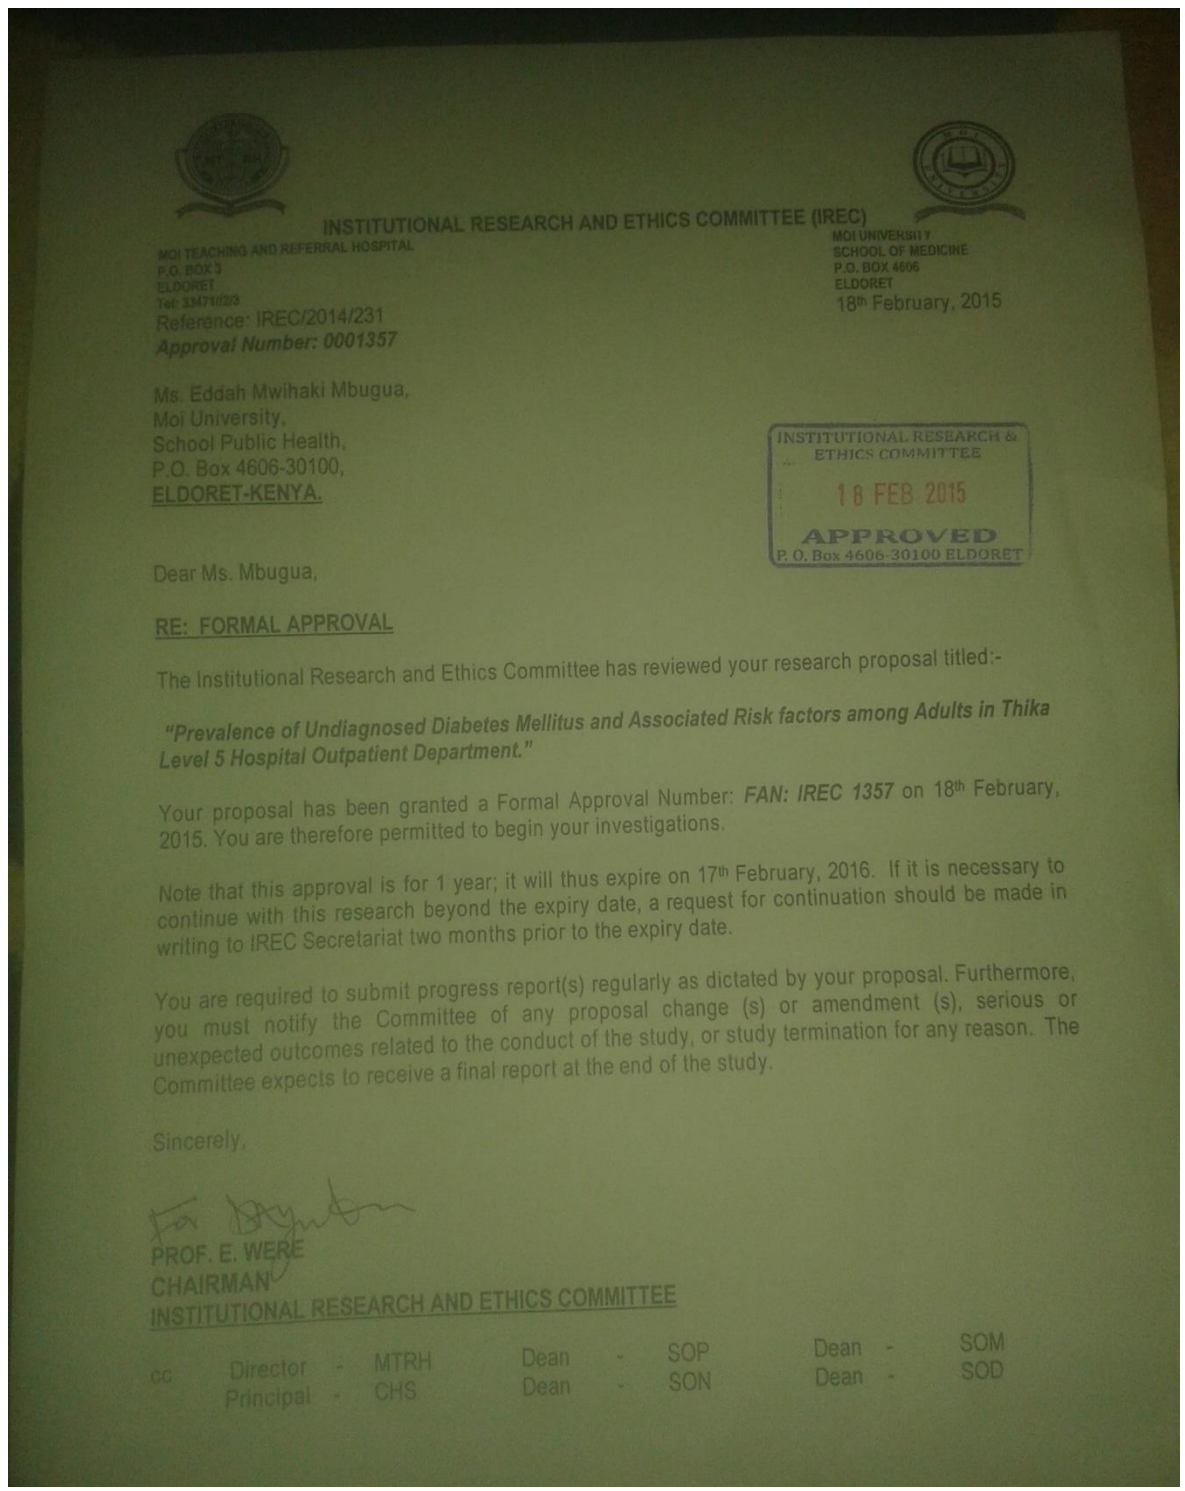 INSTITUTIONAL RESEARCH AND ETHICS COMMITTEE (IREC)
MOI TEACHING AND REFERRAL HOSPITAL
P.O. BOX 3
ELDORET
Tel: 33471//2/3
Reference: IREC/2014/231
Approval Number: 0001357
MOI UNIVERSITY
MOI UNIVERSITY
SCHOOL OF MEDICINE
P.O. BOX 4606
ELDORET
18th February, 2015
Ms. Eddah Mwihaki Mbugua,
Moi University,
School Public Health,
P.O. Box 4606-30100,
ELDORET-KENYA.
INSTITUTIONAL RESEARCH &
ETHICS COMMITTEE
18 FEB 2015
APPROVED
P. O. Box 4606-30100 ELDORET
Dear Ms. Mbugua,
RE: FORMAL APPROVAL
The Institutional Research and Ethics Committee has reviewed your research proposal titled:-
“Prevalence of Undiagnosed Diabetes Mellitus and Associated Risk factors among Adults in Thika
Level 5 Hospital Outpatient Department.”
Your proposal has been granted a Formal Approval Number: FAN: IREC 1357 on 18th February,
2015. You are therefore permitted to begin your investigations.
Note that this approval is for 1 year; it will thus expire on 17th February, 2016. If it is necessary to
continue with this research beyond the expiry date, a request for continuation should be made in
writing to IREC Secretariat two months prior to the expiry date.
You are required to submit progress report(s) regularly as dictated by your proposal. Furthermore,
you must notify the Committee of any proposal change (s) or amendment (s), serious or
unexpected outcomes related to the conduct of the study, or study termination for any reason. The
Committee expects to receive a final report at the end of the study.
Sincerely,
For
PROF. E. WERE
CHAIRMAN
INSTITUTIONAL RESEARCH AND ETHICS COMMITTEE
cc Director - MTRH Dean - SOP Dean - SOM
Principal - CHS Dean - SON Dean - SOD